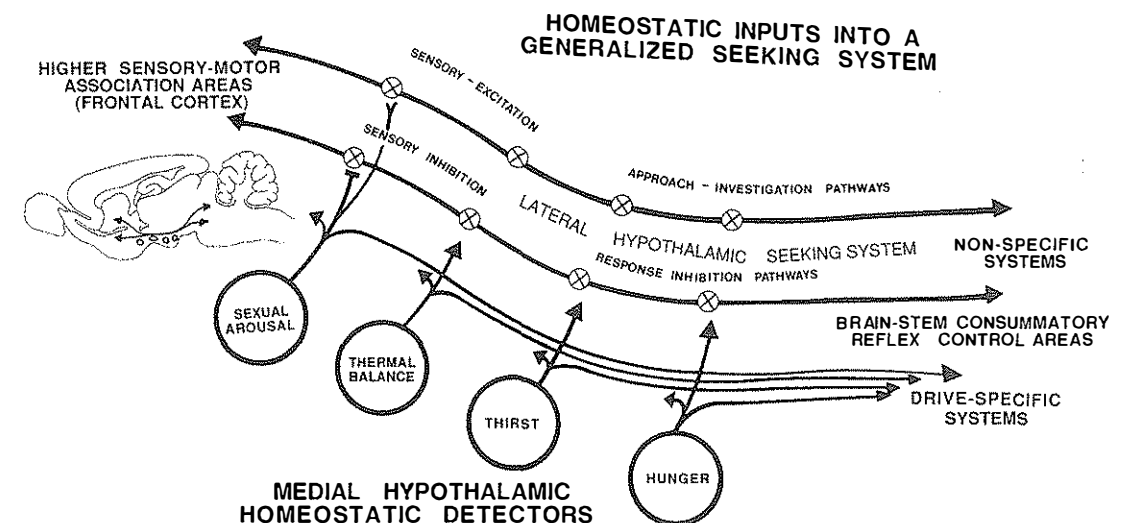 HOMEOSTATIC INPUTS INTO A
GENERALIZED SEEKING SYSTEM
HIGHER SENSORY-MOTOR
ASSOCIATION AREAS
(FRONTAL CORTEX)
SENSORY - EXCITATION
SENSORY INHIBITION
APPROACH - INVESTIGATION PATHWAYS
LATERAL HYPOTHALAMIC SEEKING SYSTEM
RESPONSE INHIBITION PATHWAYS
NON-SPECIFIC
SYSTEMS
BRAIN-STEM CONSUMMATORY
REFLEX CONTROL AREAS
DRIVE-SPECIFIC
SYSTEMS
SEXUAL
AROUSAL
THERMAL
BALANCE
THIRST
HUNGER
MEDIAL HYPOTHALAMIC
HOMEOSTATIC DETECTORS